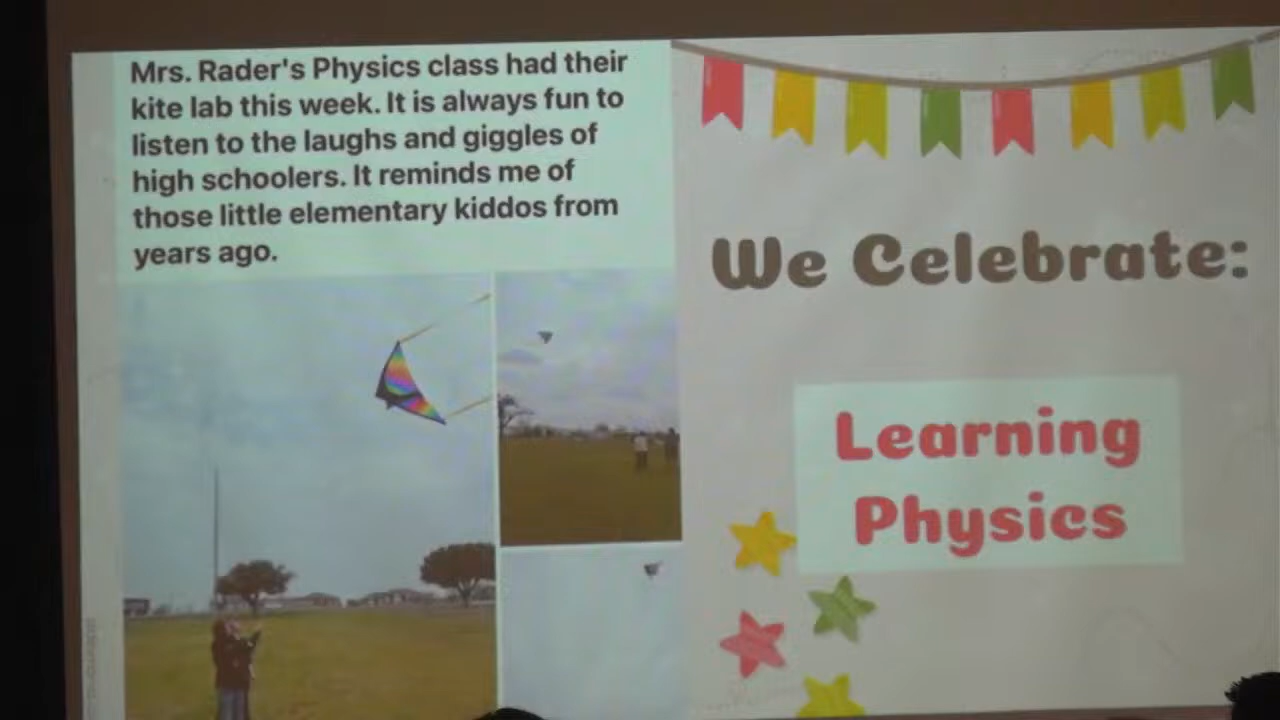 Mrs. Rader's Physics class had their
kite lab this week. It is always fun to
listen to the laughs and giggles of
high schoolers. It reminds me of
those little elementary kiddos from
years ago.
We Celebrate:
Learning
Physics